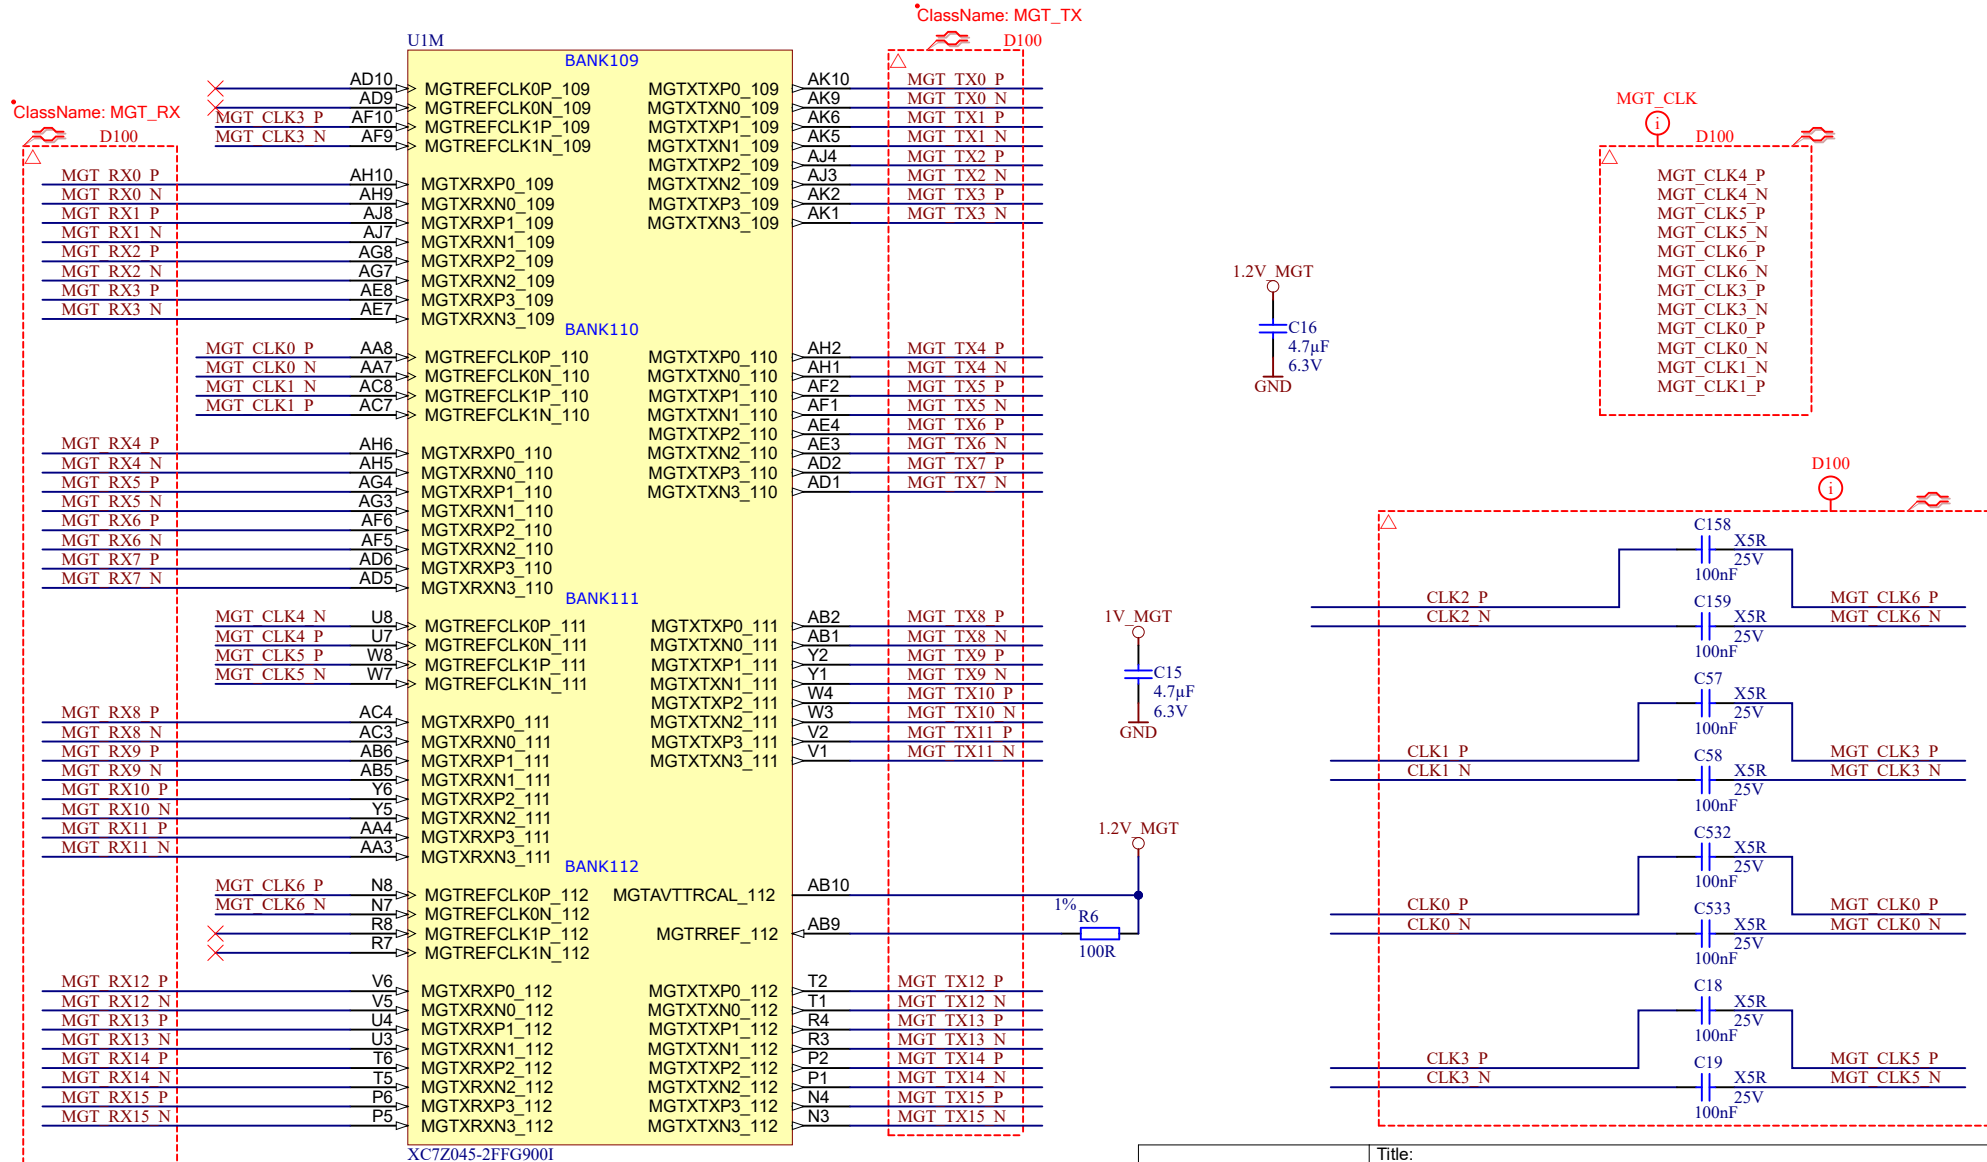 ClassName: MGT_TX
D100
ClassName: MGT_RX
D100
U1M
BANK109
AD10 MGTREFCLK0P_109 MGTXTXP0_109 AK10 MGT_TX0_P
AD9 MGTREFCLK0N_109 MGTXTXN0_109 AK9 MGT_TX0_N
MGT_CLK3_P AF10 MGTREFCLK1P_109 MGTXTXP1_109 AK6 MGT_TX1_P
MGT_CLK3_N AF9 MGTREFCLK1N_109 MGTXTXN1_109 AK5 MGT_TX1_N
MGTXTXP2_109 AJ4 MGT_TX2_P
MGT_RX0_P AH10 MGTXRXP0_109 MGTXTXN2_109 AJ3 MGT_TX2_N
MGT_RX0_N AH9 MGTXRXN0_109 MGTXTXP3_109 AK2 MGT_TX3_P
MGT_RX1_P AJ8 MGTXRXP1_109 MGTXTXN3_109 AK1 MGT_TX3_N
MGT_RX1_N AJ7 MGTXRXN1_109
MGT_RX2_P AG8 MGTXRXP2_109
MGT_RX2_N AG7 MGTXRXN2_109
MGT_RX3_P AE8 MGTXRXP3_109
MGT_RX3_N AE7 MGTXRXN3_109
BANK110
MGT_CLK0_P AA8 MGTREFCLK0P_110 MGTXTXP0_110 AH2 MGT_TX4_P
MGT_CLK0_N AA7 MGTREFCLK0N_110 MGTXTXN0_110 AH1 MGT_TX4_N
MGT_CLK1_N AC8 MGTREFCLK1P_110 MGTXTXP1_110 AF2 MGT_TX5_P
MGT_CLK1_P AC7 MGTREFCLK1N_110 MGTXTXN1_110 AF1 MGT_TX5_N
MGTXTXP2_110 AE4 MGT_TX6_P
MGT_RX4_P AH6 MGTXRXP0_110 MGTXTXN2_110 AE3 MGT_TX6_N
MGT_RX4_N AH5 MGTXRXN0_110 MGTXTXP3_110 AD2 MGT_TX7_P
MGT_RX5_P AG4 MGTXRXP1_110 MGTXTXN3_110 AD1 MGT_TX7_N
MGT_RX5_N AG3 MGTXRXN1_110
MGT_RX6_P AF6 MGTXRXP2_110
MGT_RX6_N AF5 MGTXRXN2_110
MGT_RX7_P AD6 MGTXRXP3_110
MGT_RX7_N AD5 MGTXRXN3_110
BANK111
MGT_CLK4_N U8 MGTREFCLK0P_111 MGTXTXP0_111 AB2 MGT_TX8_P
MGT_CLK4_P U7 MGTREFCLK0N_111 MGTXTXN0_111 AB1 MGT_TX8_N
MGT_CLK5_P W8 MGTREFCLK1P_111 MGTXTXP1_111 Y2 MGT_TX9_P
MGT_CLK5_N W7 MGTREFCLK1N_111 MGTXTXN1_111 Y1 MGT_TX9_N
MGTXTXP2_111 W4 MGT_TX10_P
MGT_RX8_P AC4 MGTXRXP0_111 MGTXTXN2_111 W3 MGT_TX10_N
MGT_RX8_N AC3 MGTXRXN0_111 MGTXTXP3_111 V2 MGT_TX11_P
MGT_RX9_P AB6 MGTXRXP1_111 MGTXTXN3_111 V1 MGT_TX11_N
MGT_RX9_N AB5 MGTXRXN1_111
MGT_RX10_P Y6 MGTXRXP2_111
MGT_RX10_N Y5 MGTXRXN2_111
MGT_RX11_P AA4 MGTXRXP3_111
MGT_RX11_N AA3 MGTXRXN3_111
BANK112
MGT_CLK6_P N8 MGTREFCLK0P_112 MGTAVTTRCAL_112 AB10
MGT_CLK6_N N7 MGTREFCLK0N_112
R8 MGTREFCLK1P_112 MGTRREF_112 AB9
R7 MGTREFCLK1N_112
MGT_RX12_P V6 MGTXRXP0_112 MGTXTXP0_112 T2 MGT_TX12_P
MGT_RX12_N V5 MGTXRXN0_112 MGTXTXN0_112 T1 MGT_TX12_N
MGT_RX13_P U4 MGTXRXP1_112 MGTXTXP1_112 R4 MGT_TX13_P
MGT_RX13_N U3 MGTXRXN1_112 MGTXTXN1_112 R3 MGT_TX13_N
MGT_RX14_P T6 MGTXRXP2_112 MGTXTXP2_112 P2 MGT_TX14_P
MGT_RX14_N T5 MGTXRXN2_112 MGTXTXN2_112 P1 MGT_TX14_N
MGT_RX15_P P6 MGTXRXP3_112 MGTXTXP3_112 N4 MGT_TX15_P
MGT_RX15_N P5 MGTXRXN3_112 MGTXTXN3_112 N3 MGT_TX15_N
XC7Z045-2FFG900I
1.2V_MGT
C16
4.7µF
6.3V
GND
1V_MGT
C15
4.7µF
6.3V
GND
1.2V_MGT
1%
R6
100R
MGT_CLK
i
D100
MGT_CLK4_P
MGT_CLK4_N
MGT_CLK5_P
MGT_CLK5_N
MGT_CLK6_P
MGT_CLK6_N
MGT_CLK3_P
MGT_CLK3_N
MGT_CLK0_P
MGT_CLK0_N
MGT_CLK1_N
MGT_CLK1_P
D100
i
C158
X5R
25V
100nF
CLK2_P MGT_CLK6_P
C159
CLK2_N X5R MGT_CLK6_N
25V
100nF
C57
X5R
25V
100nF
CLK1_P MGT_CLK3_P
C58
CLK1_N X5R MGT_CLK3_N
25V
100nF
C532
X5R
25V
100nF
CLK0_P MGT_CLK0_P
C533
CLK0_N X5R MGT_CLK0_N
25V
100nF
C18
X5R
25V
100nF
CLK3_P MGT_CLK5_P
C19
CLK3_N X5R MGT_CLK5_N
25V
100nF
Title: